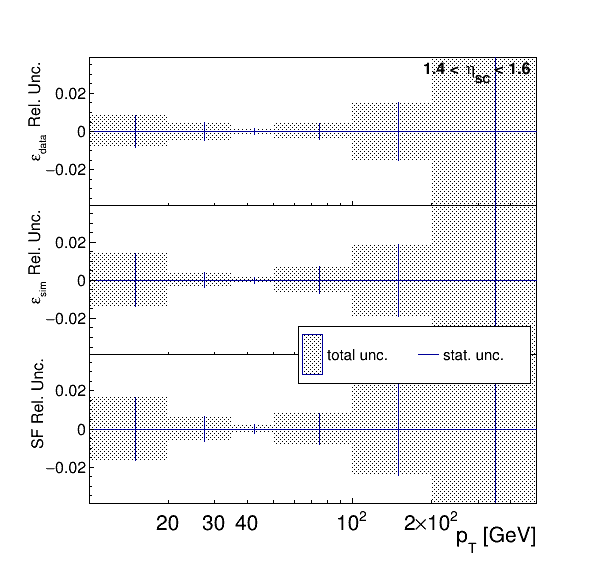 1.4 < η_SC < 1.6
ε_data Rel. Unc.
0.02
0
−0.02
ε_sim Rel. Unc.
0.02
0
−0.02
total unc.
stat. unc.
SF Rel. Unc.
0.02
0
−0.02
20 30 40 10² 2×10²
p_T [GeV]